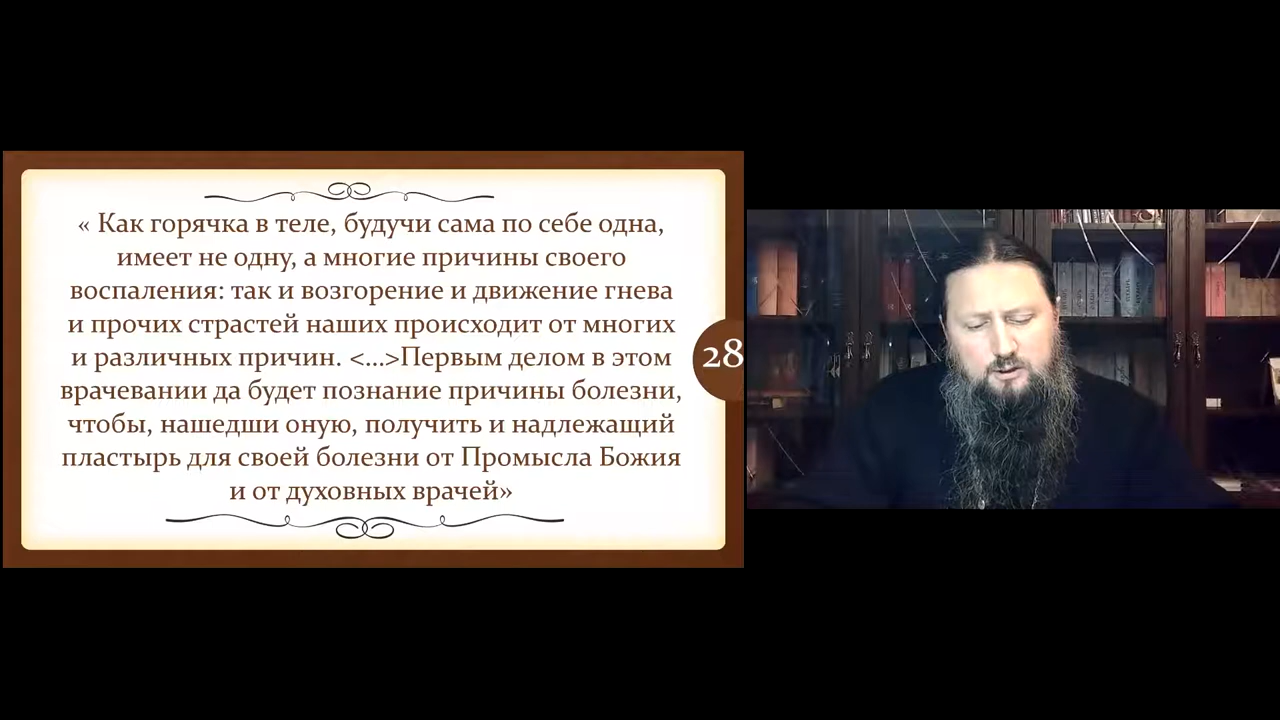 « Как горячка в теле, будучи сама по себе одна,
имеет не одну, а многие причины своего
воспаления: так и возгорение и движение гнева
и прочих страстей наших происходит от многих
и различных причин. <...>Первым делом в этом
врачевании да будет познание причины болезни,
чтобы, нашедши оную, получить и надлежащий
пластырь для своей болезни от Промысла Божия
и от духовных врачей»
28